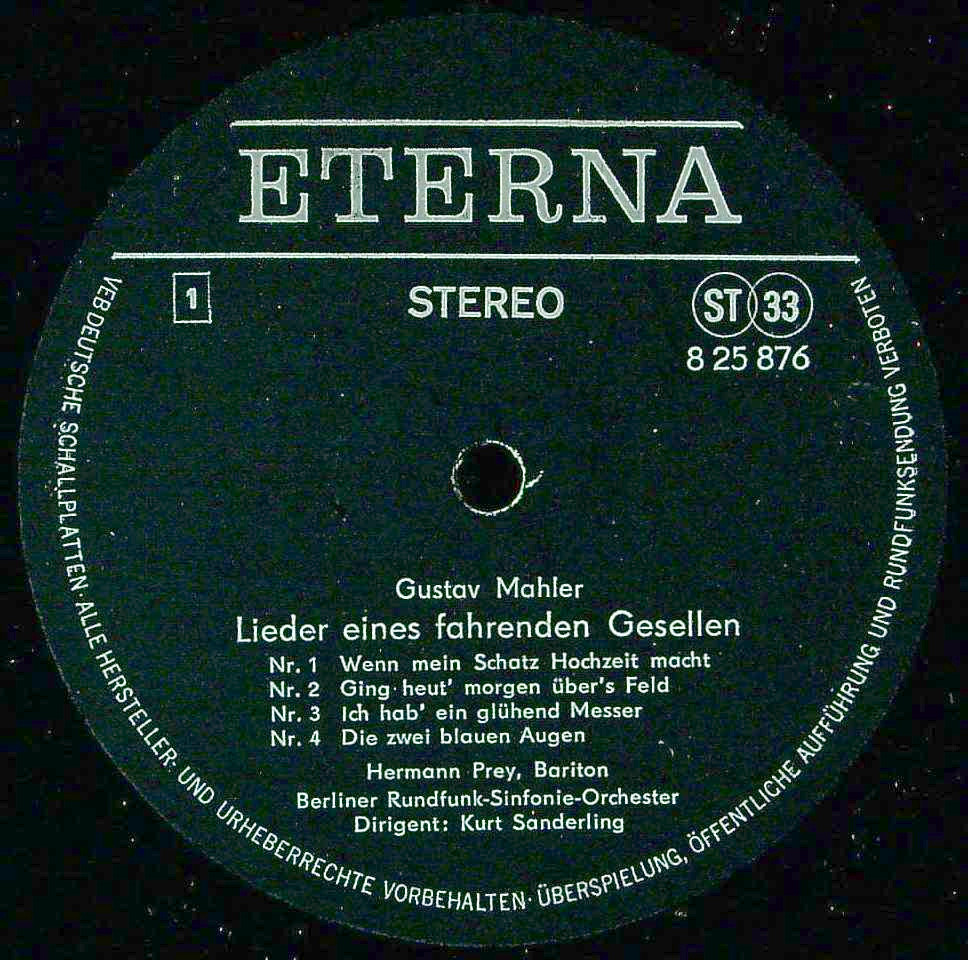 ETERNA
1
STEREO
ST 33
8 25 876
Gustav Mahler
Lieder eines fahrenden Gesellen
Nr. 1 Wenn mein Schatz Hochzeit macht
Nr. 2 Ging heut' morgen über's Feld
Nr. 3 Ich hab' ein glühend Messer
Nr. 4 Die zwei blauen Augen
Hermann Prey, Bariton
Berliner Rundfunk-Sinfonie-Orchester
Dirigent: Kurt Sanderling
VEB DEUTSCHE SCHALLPLATTEN · ALLE HERSTELLER- UND URHEBERRECHTE VORBEHALTEN · ÜBERSPIELUNG, ÖFFENTLICHE AUFFÜHRUNG UND RUNDFUNKSENDUNG VERBOTEN